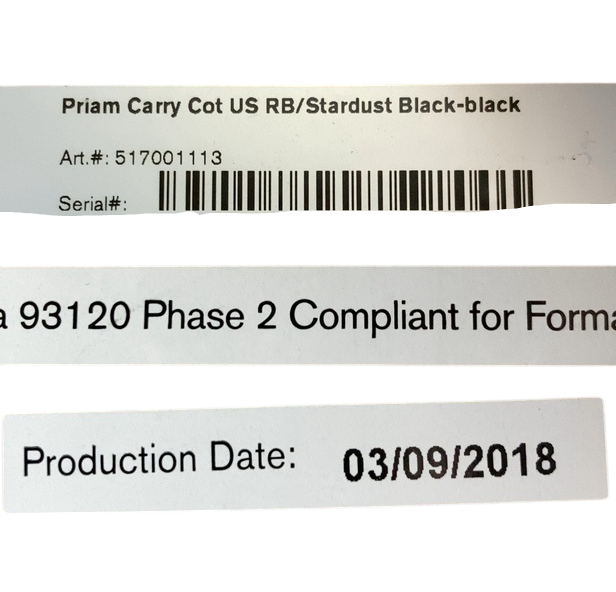 Priam Carry Cot US RB/Stardust Black-black
Art.#: 517001113
Serial#:
a 93120 Phase 2 Compliant for Forma
Production Date: 03/09/2018